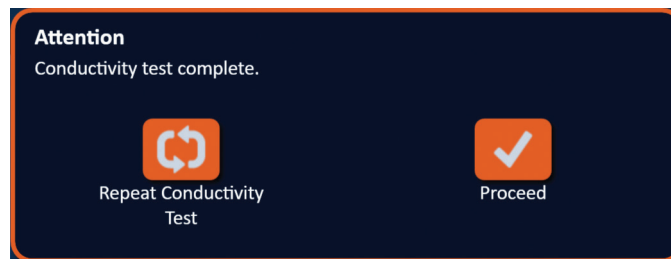 Attention
Conductivity test complete.
Repeat Conductivity
Test
Proceed